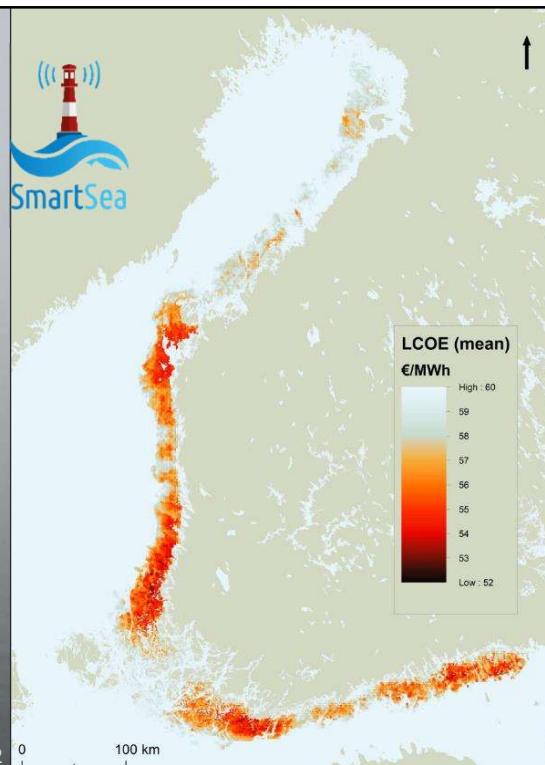 SmartSea
LCOE (mean)
€/MWh
High : 60
59
58
57
56
55
54
53
Low : 52
0 100 km